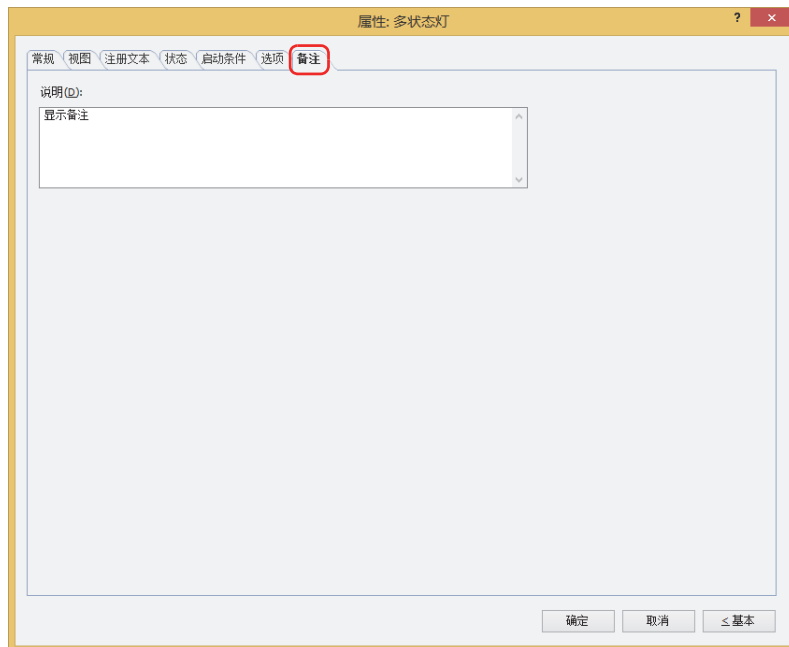 属性: 多状态灯
? ×
常规 视图 注册文本 状态 启动条件 选项 备注
说明(D):
显示备注
确定 取消 ≤基本